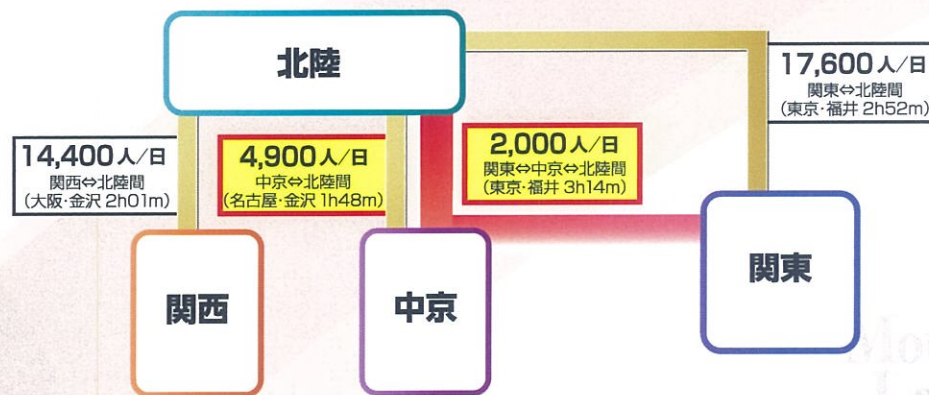 北陸
17,600人/日
関東⇔北陸間
(東京・福井 2h52m)
14,400人/日
関西⇔北陸間
(大阪・金沢 2h01m)
4,900人/日
中京⇔北陸間
(名古屋・金沢 1h48m)
2,000人/日
関東⇔中京⇔北陸間
(東京・福井 3h14m)
関西
中京
関東